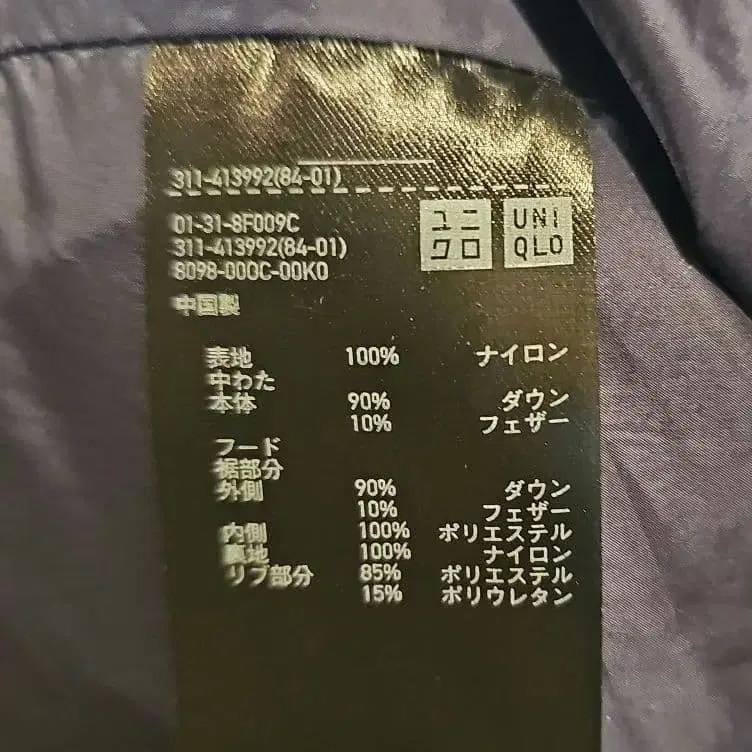 311-413992(84-01)
01-31-8F009C
311-413992(84-01)
8098-000C-00K0
ユニクロ
UNIQLO
中国製
表地 100% ナイロン
中わた
本体 90% ダウン
10% フェザー
フード
裾部分
外側 90% ダウン
10% フェザー
内側 100% ポリエステル
裏地 100% ナイロン
リブ部分 85% ポリエステル
15% ポリウレタン